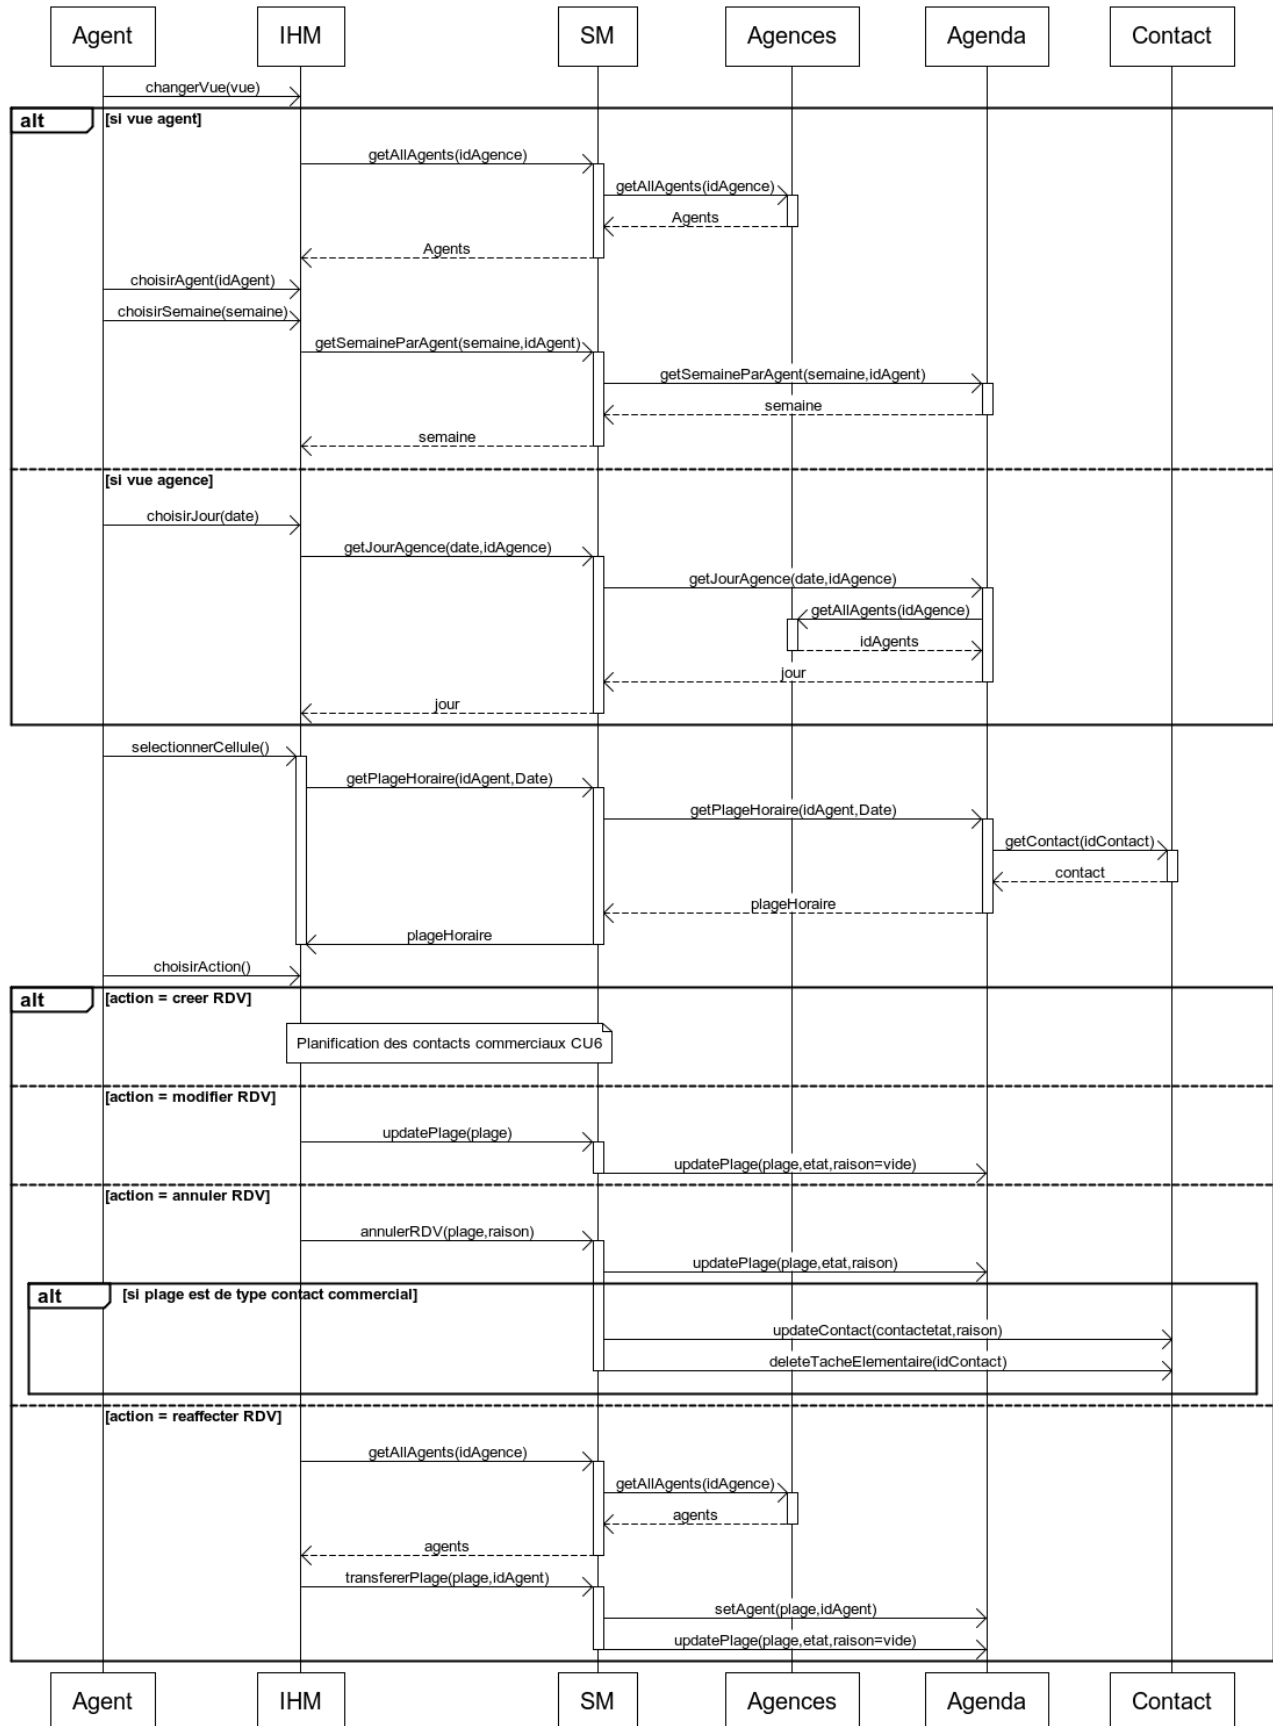 Agent
IHM
SM
Agences
Agenda
Contact
changerVue(vue)
alt
[si vue agent]
getAllAgents(idAgence)
getAllAgents(idAgence)
Agents
Agents
choisirAgent(idAgent)
choisirSemaine(semaine)
getSemaineParAgent(semaine,idAgent)
getSemaineParAgent(semaine,idAgent)
semaine
semaine
[si vue agence]
choisirJour(date)
getJourAgence(date,idAgence)
getJourAgence(date,idAgence)
getAllAgents(idAgence)
idAgents
jour
jour
selectionnerCellule()
getPlageHoraire(idAgent,Date)
getPlageHoraire(idAgent,Date)
getContact(idContact)
contact
plageHoraire
plageHoraire
choisirAction()
alt
[action = creer RDV]
Planification des contacts commerciaux CU6
[action = modifier RDV]
updatePlage(plage)
updatePlage(plage,etat,raison=vide)
[action = annuler RDV]
annulerRDV(plage,raison)
updatePlage(plage,etat,raison)
alt
[si plage est de type contact commercial]
updateContact(contactetat,raison)
deleteTacheElementaire(idContact)
[action = reaffecter RDV]
getAllAgents(idAgence)
getAllAgents(idAgence)
agents
agents
transfererPlage(plage,idAgent)
setAgent(plage,idAgent)
updatePlage(plage,etat,raison=vide)
Agent
IHM
SM
Agences
Agenda
Contact